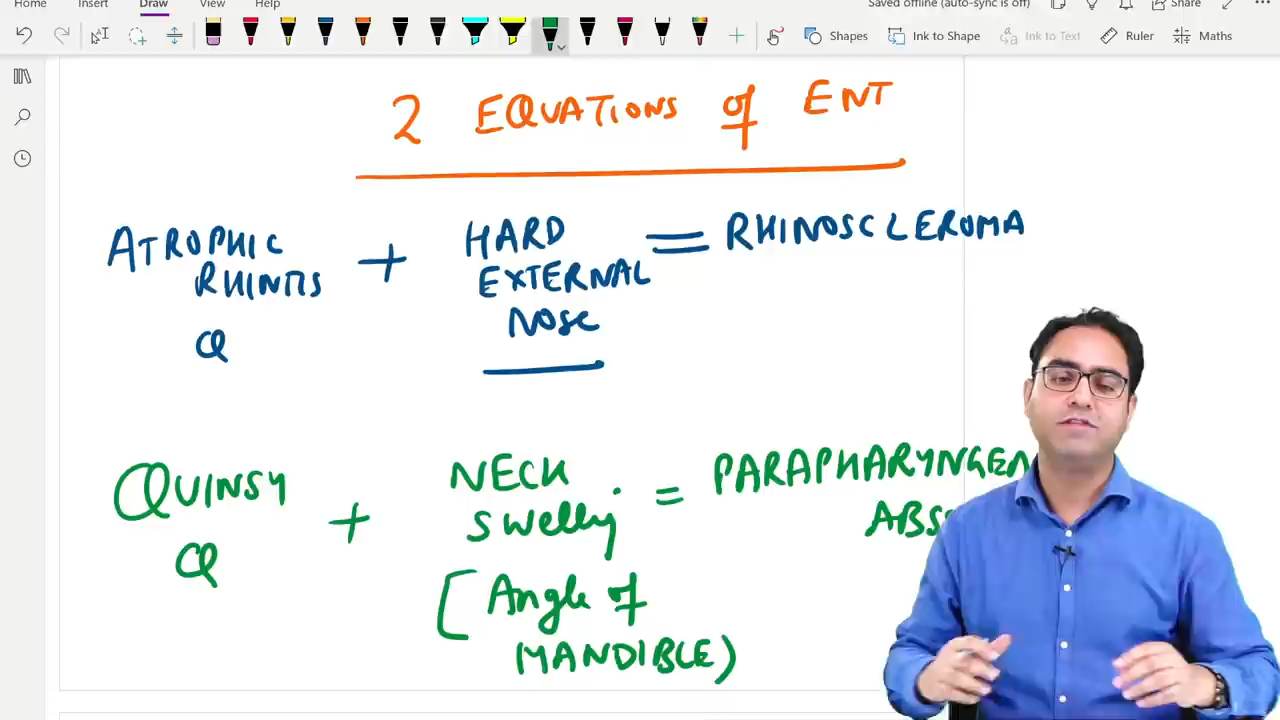 Home Insert Draw View Help Saved offline (auto-sync is off) Share
Shapes Ink to Shape Ink to Text Ruler Maths
2 EQUATIONS of ENT
ATROPHIC + HARD = RHINOSCLEROMA
RHINITIS EXTERNAL
Q NOSE
QUINSY + NECK = PARAPHARYNGEA
Swelling ABS
Q [Angle of
MANDIBLE)